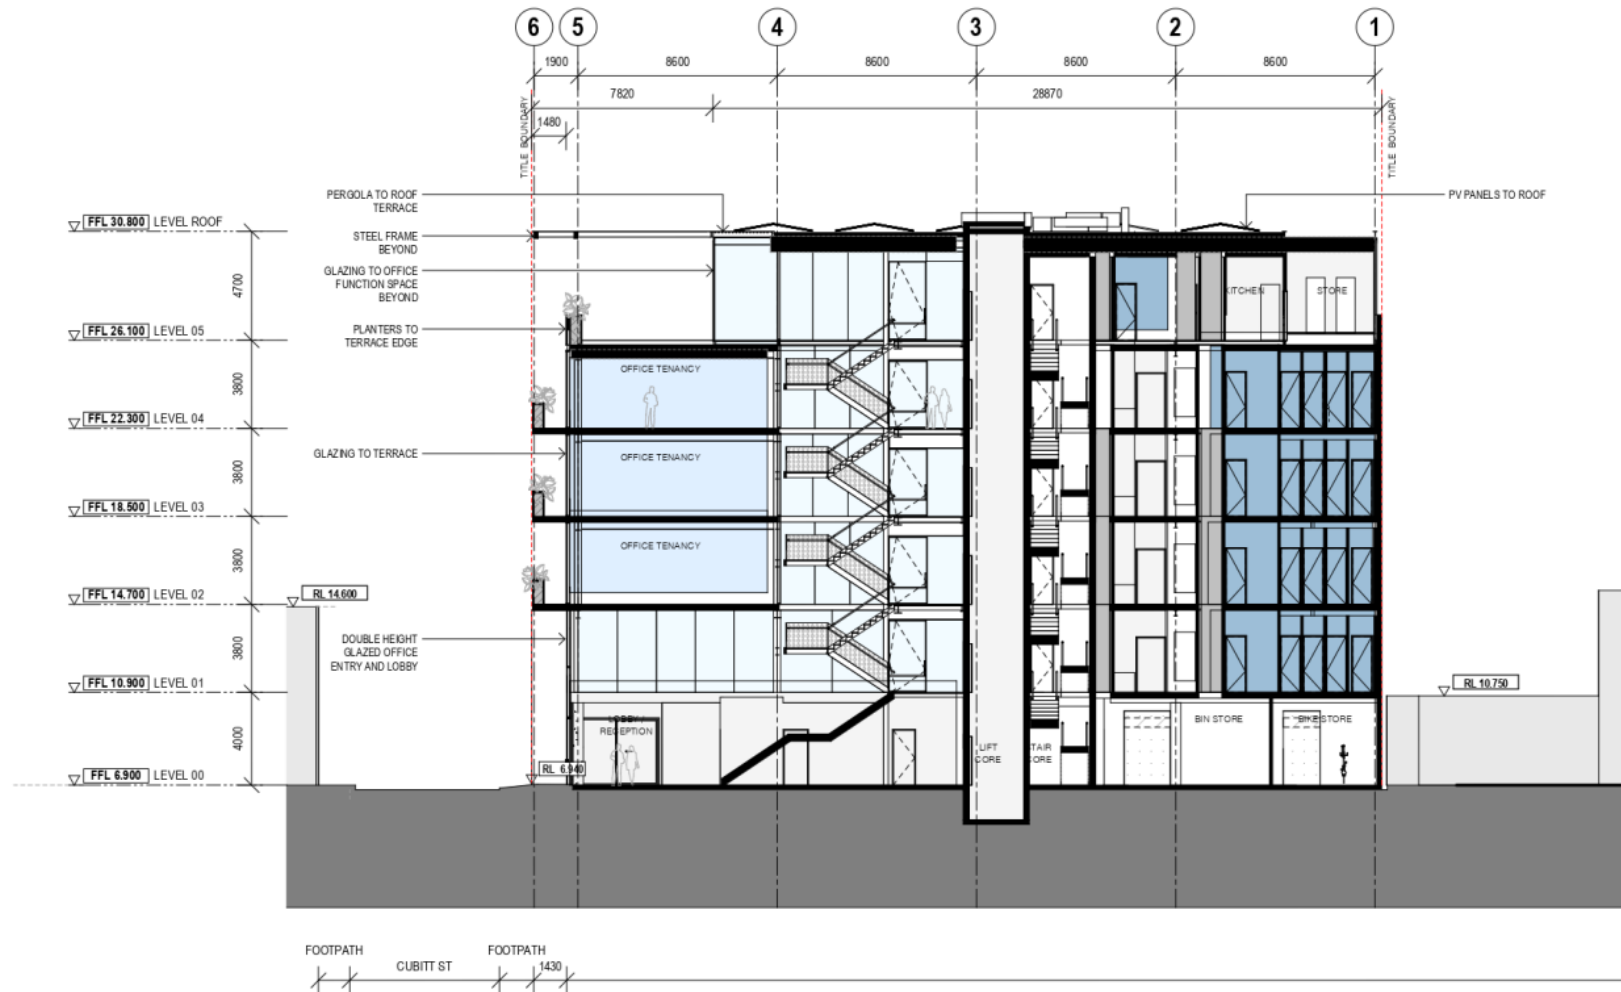 6 5 4 3 2 1
1900 8600 8600 8600 8600
7820 28870
1480
TITLE BOUNDARY
TITLE BOUNDARY
PERGOLA TO ROOF
TERRACE
PV PANELS TO ROOF
FFL 30.800 LEVEL ROOF
STEEL FRAME
BEYOND
GLAZING TO OFFICE
FUNCTION SPACE
BEYOND
4700
KITCHEN STORE
FFL 26.100 LEVEL 05
PLANTERS TO
TERRACE EDGE
OFFICE TENANCY
3800
FFL 22.300 LEVEL 04
GLAZING TO TERRACE
OFFICE TENANCY
3800
FFL 18.500 LEVEL 03
OFFICE TENANCY
3800
RL 14.600
FFL 14.700 LEVEL 02
DOUBLE HEIGHT
GLAZED OFFICE
ENTRY AND LOBBY
3800
FFL 10.900 LEVEL 01
RL 10.750
LOBBY /
RECEPTION
BIN STORE BIKE STORE
4000
LIFT
CORE
STAIR
CORE
RL 6.940
FFL 6.900 LEVEL 00
FOOTPATH FOOTPATH
CUBITT ST 1430